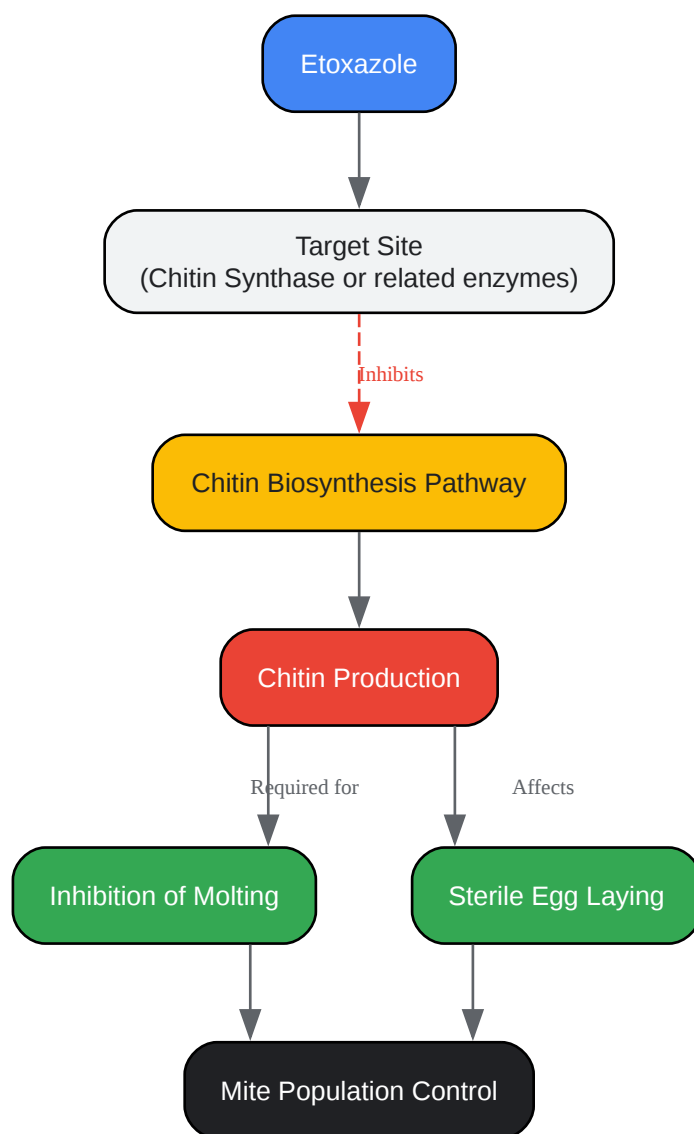 Etoxazole
Target Site
(Chitin Synthase or related enzymes)
Inhibits
Chitin Biosynthesis Pathway
Chitin Production
Required for
Affects
Inhibition of Molting
Sterile Egg Laying
Mite Population Control